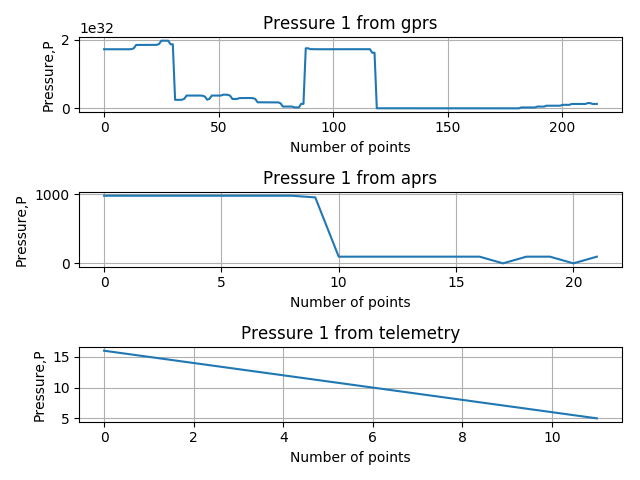 Pressure 1 from gprs
1e32
Pressure,P
2
0
0 50 100 150 200
Number of points
Pressure 1 from aprs
Pressure,P
1000
0
0 5 10 15 20
Number of points
Pressure 1 from telemetry
Pressure,P
15
10
5
0 2 4 6 8 10
Number of points